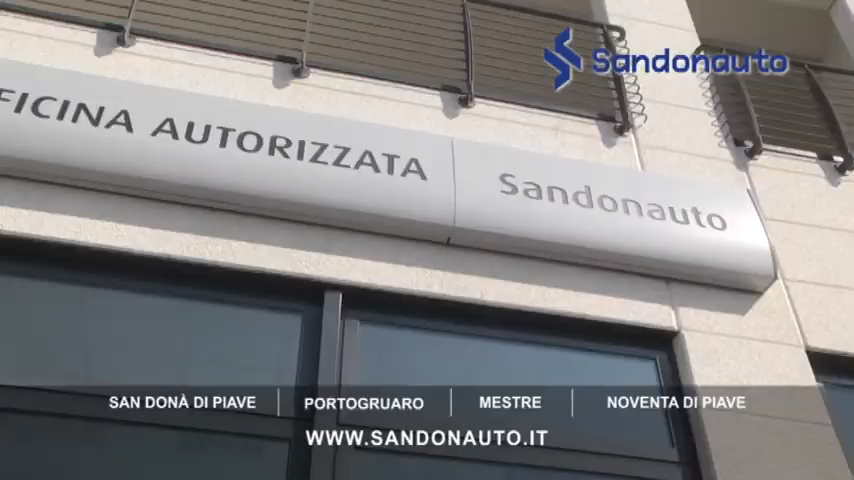 Sandonauto
FICINA AUTORIZZATA Sandonauto
SAN DONÀ DI PIAVE PORTOGRUARO MESTRE NOVENTA DI PIAVE
WWW.SANDONAUTO.IT